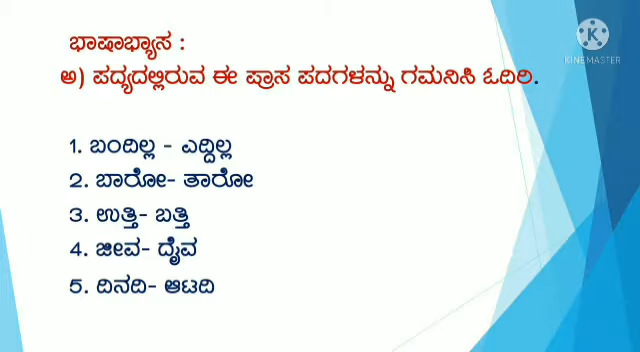 ಭಾಷಾಭ್ಯಾಸ :
ಅ) ಪದ್ಯದಲ್ಲಿರುವ ಈ ಪ್ರಾಸ ಪದಗಳನ್ನು ಗಮನಿಸಿ ಓದಿರಿ.
1. ಬಂದಿಲ್ಲ - ಎದ್ದಿಲ್ಲ
2. ಬಾರೋ- ತಾರೋ
3. ಉತ್ತಿ- ಬತ್ತಿ
4. ಜೀವ- ದೈವ
5. ದಿನದಿ- ಆಟದಿ
K
KINEMASTER